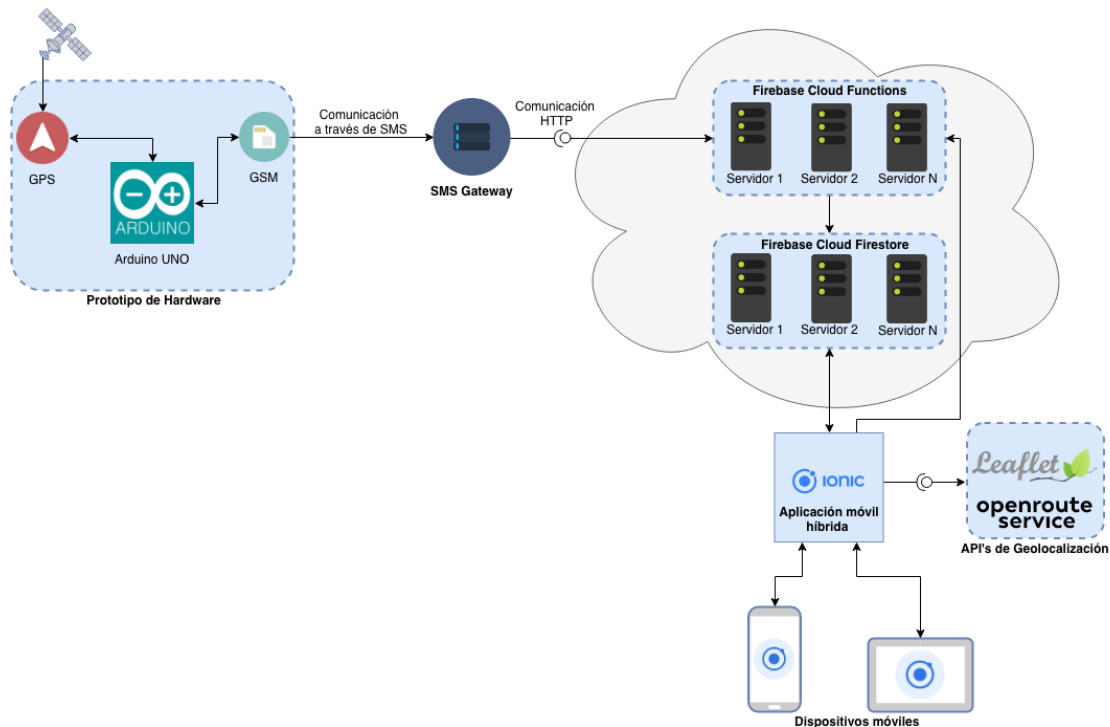 GPS
ARDUINO
Arduino UNO
GSM
Prototipo de Hardware
Comunicación
a través de SMS
SMS Gateway
Comunicación
HTTP
Firebase Cloud Functions
Servidor 1
Servidor 2
Servidor N
Firebase Cloud Firestore
Servidor 1
Servidor 2
Servidor N
IONIC
Aplicación móvil
híbrida
Leaflet
openroute
service
API's de Geolocalización
Dispositivos móviles